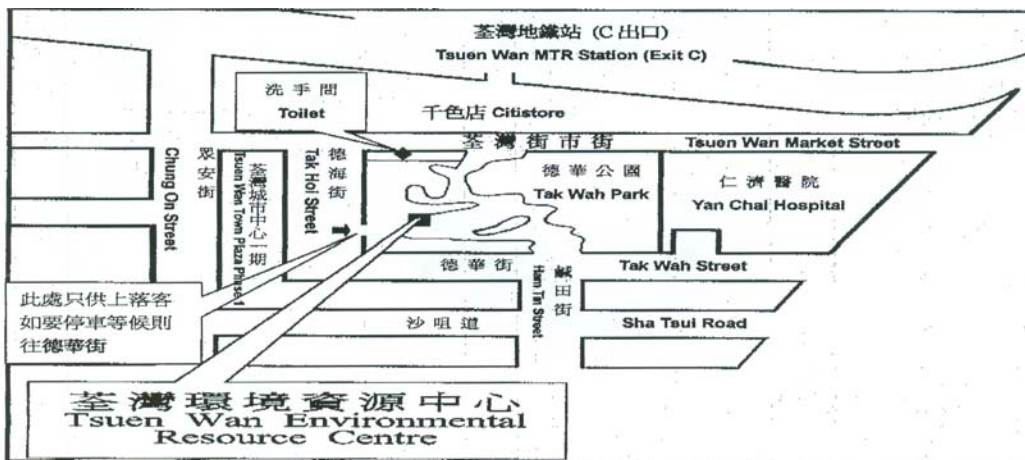 荃灣地鐵站 (C 出口)
Tsuen Wan MTR Station (Exit C)
洗手間
Toilet
千色店 Citistore
荃灣街市街
Tsuen Wan Market Street
Chung On Street
眾安街
Tsuen Wan Town Plaza Phase 1
荃灣城市中心一期
Tak Hoi Street
德海街
德華公園
Tak Wah Park
仁濟醫院
Yan Chai Hospital
德華街
Tak Wah Street
Ham Tin Street
鹹田街
此處只供上落客
如要停車等候則
往德華街
沙咀道
Sha Tsui Road
荃灣環境資源中心
Tsuen Wan Environmental
Resource Centre